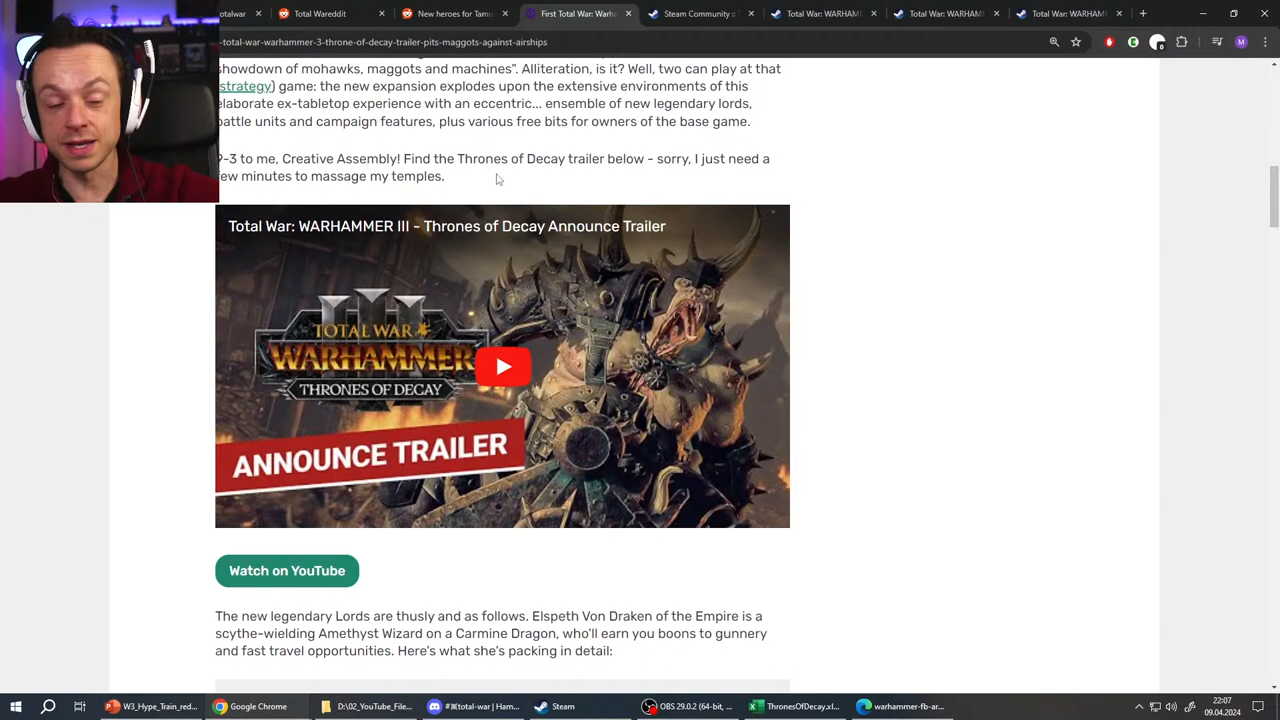 totalwar
Total Wareddit
New heroes for Tamu
First Total War: Warha
Steam Community ::
Total War: WARHAMM
Total War: WARHAMM
Total War: WARHAMM
-total-war-warhammer-3-throne-of-decay-trailer-pits-maggots-against-airships
showdown of mohawks, maggots and machines". Alliteration, is it? Well, two can play at that
(strategy) game: the new expansion explodes upon the extensive environments of this
elaborate ex-tabletop experience with an eccentric... ensemble of new legendary lords,
battle units and campaign features, plus various free bits for owners of the base game.
9-3 to me, Creative Assembly! Find the Thrones of Decay trailer below - sorry, I just need a
few minutes to massage my temples.
Total War: WARHAMMER III - Thrones of Decay Announce Trailer
TOTAL WAR
WARHAMMER
THRONES OF DECAY
ANNOUNCE TRAILER
Watch on YouTube
The new legendary Lords are thusly and as follows. Elspeth Von Draken of the Empire is a
scythe-wielding Amethyst Wizard on a Carmine Dragon, who'll earn you boons to gunnery
and fast travel opportunities. Here's what she's packing in detail:
W3_Hype_Train_red...
Google Chrome
D:\02_YouTube_File...
Steam
OBS 29.0.2 (64-bit, ...
ThronesOfDecay.xl...
warhammer-fb-ar...
22:07
09.04.2024